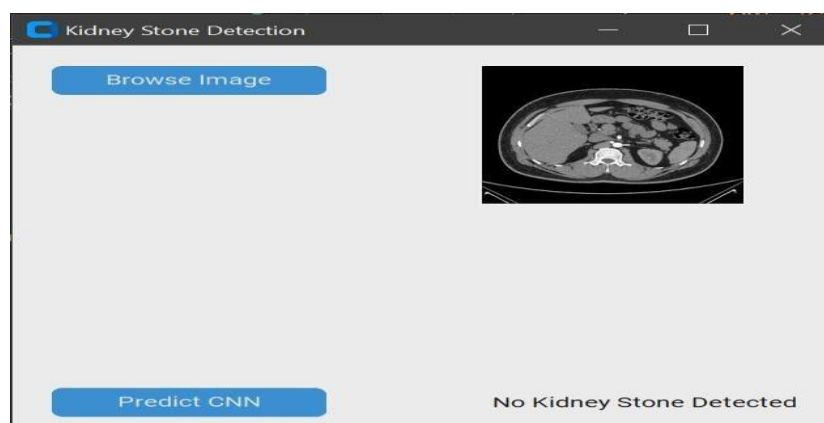 Kidney Stone Detection
Browse Image
Predict CNN
No Kidney Stone Detected